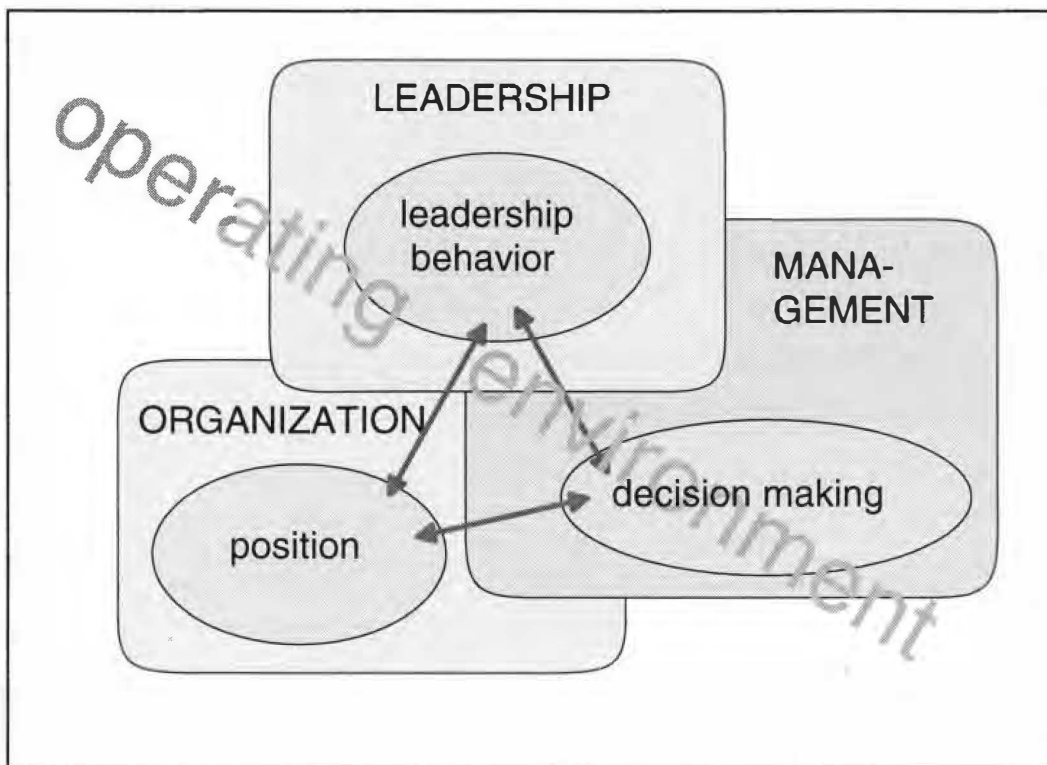 LEADERSHIP
operating environment
leadership
behavior
MANA-
GEMENT
ORGANIZATION
decision making
position